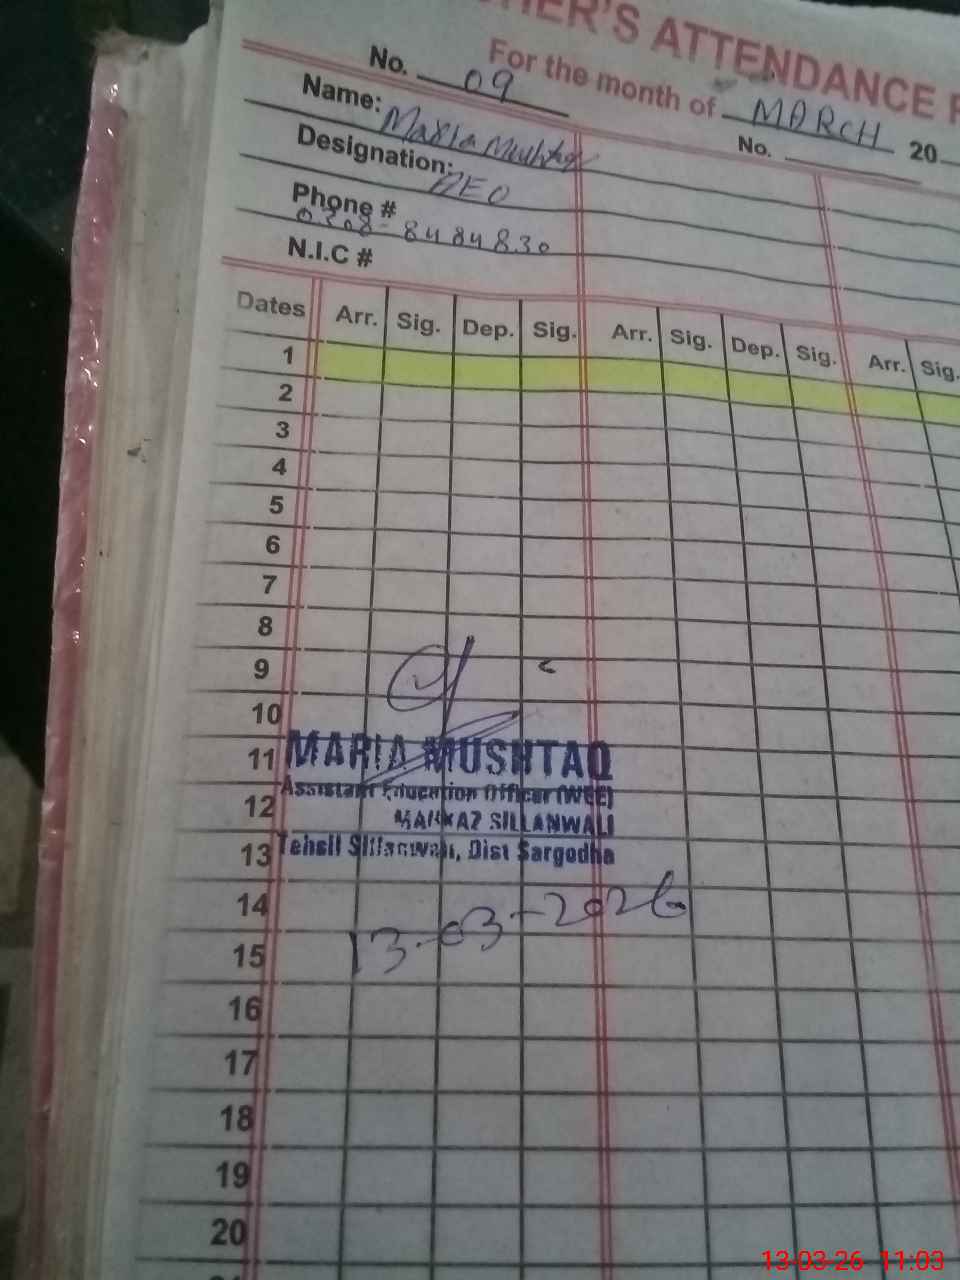 HER'S ATTENDANCE R
For the month of MARCH 20
No. 09
No.
Name: Maria Mushtaq
Designation: AEO
Phone #
0308-8484830
N.I.C #
Dates Arr. Sig. Dep. Sig. Arr. Sig. Dep. Sig. Arr. Sig.
1
2
3
4
5
6
7
8
9
10
11 MARIA MUSHTAQ
12 Assistant Education Officer (WEE)
MARKAZ SILLANWALI
13 Tehsil Sillanwali, Dist Sargodha
14
13-03-2026
15
16
17
18
19
20
21
13-03-26 11:03